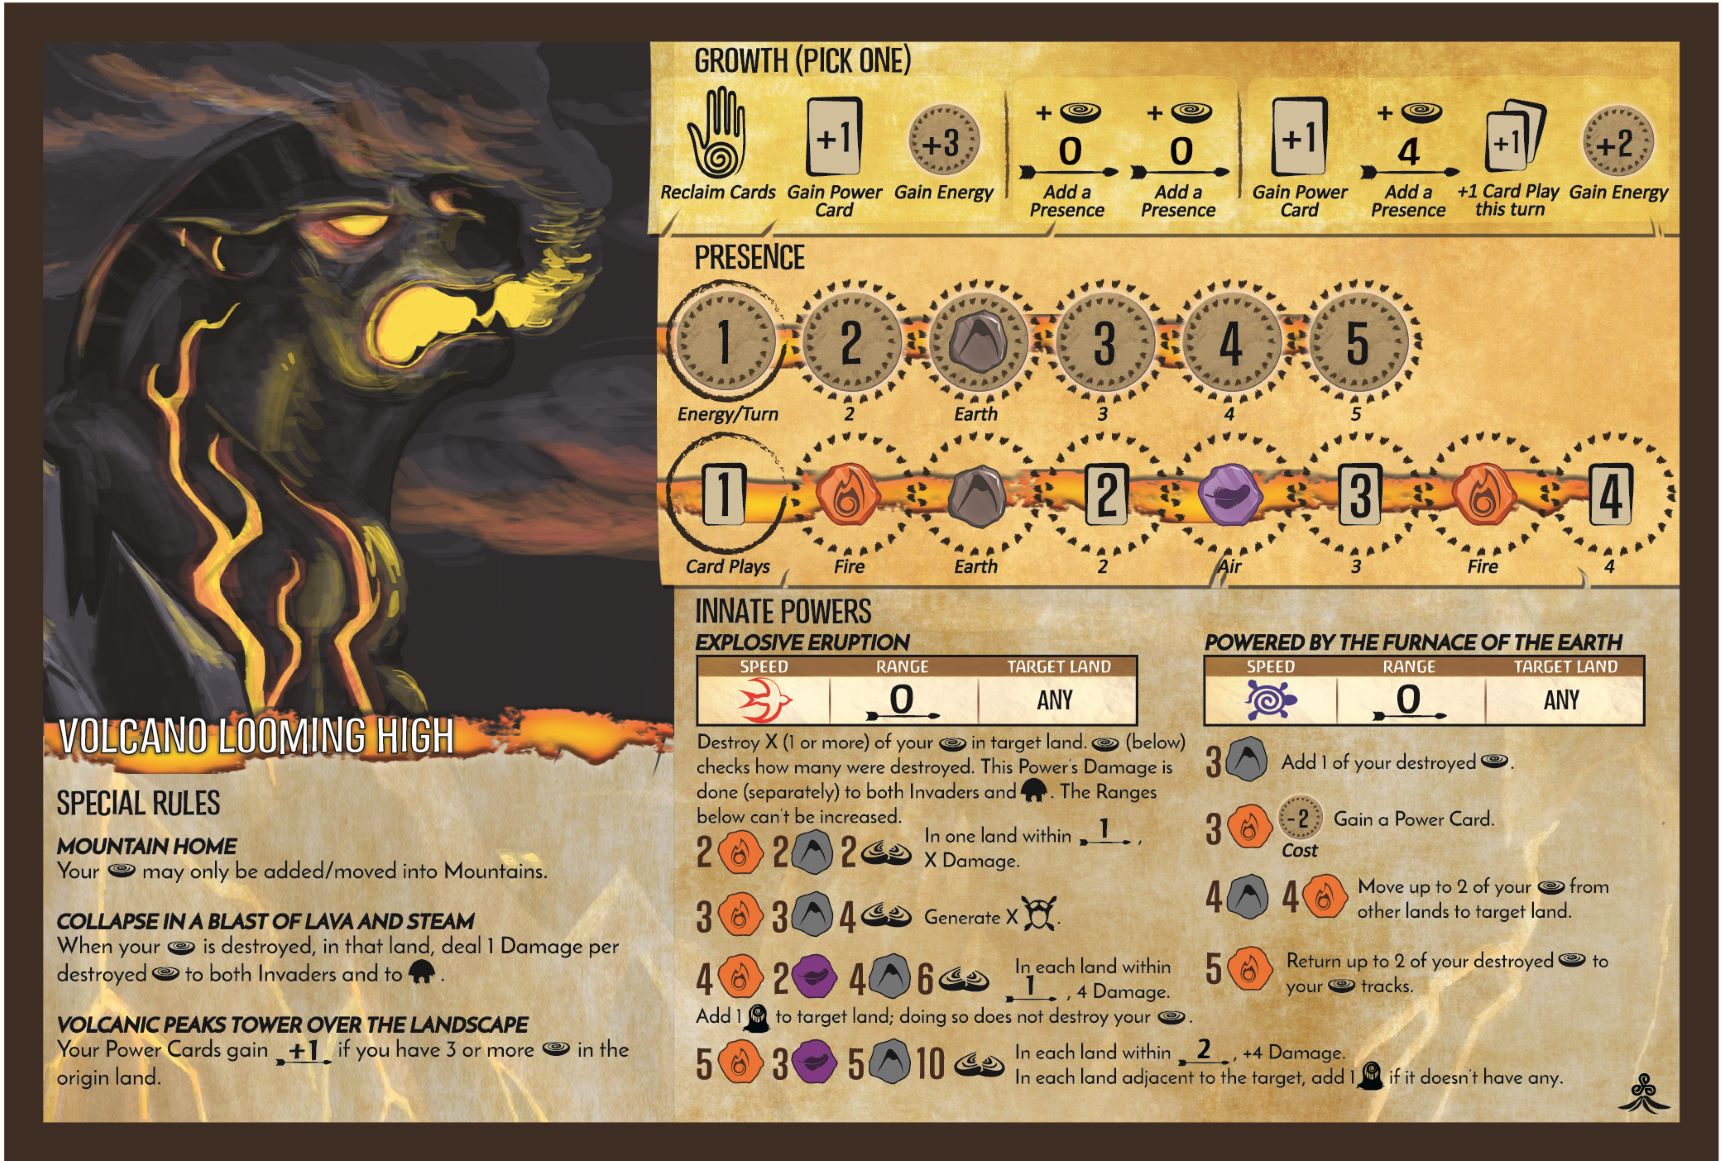 GROWTH (PICK ONE)
+1 +3 + + +1 + +1 +2
0 0 4
Reclaim Cards Gain Power Card Gain Energy Add a Presence Add a Presence Gain Power Card Add a Presence +1 Card Play this turn Gain Energy
PRESENCE
1 2 3 4 5
Energy/Turn 2 Earth 3 4 5
1 2 3 4
Card Plays Fire Earth 2 Air 3 Fire 4
VOLCANO LOOMING HIGH
SPECIAL RULES
MOUNTAIN HOME
Your may only be added/moved into Mountains.
COLLAPSE IN A BLAST OF LAVA AND STEAM
When your is destroyed, in that land, deal 1 Damage per
destroyed to both Invaders and to .
VOLCANIC PEAKS TOWER OVER THE LANDSCAPE
Your Power Cards gain +1 if you have 3 or more in the
origin land.
INNATE POWERS
EXPLOSIVE ERUPTION
SPEED RANGE TARGET LAND
0 ANY
Destroy X (1 or more) of your in target land. (below)
checks how many were destroyed. This Power's Damage is
done (separately) to both Invaders and . The Ranges
below can't be increased.
2 2 2 In one land within 1 ,
X Damage.
3 3 4 Generate X .
4 2 4 6 In each land within
1 , 4 Damage.
Add 1 to target land; doing so does not destroy your .
5 3 5 10 In each land within 2 , +4 Damage.
In each land adjacent to the target, add 1 if it doesn't have any.
POWERED BY THE FURNACE OF THE EARTH
SPEED RANGE TARGET LAND
0 ANY
3 Add 1 of your destroyed .
3 -2 Gain a Power Card.
Cost
4 4 Move up to 2 of your from
other lands to target land.
5 Return up to 2 of your destroyed to
your tracks.